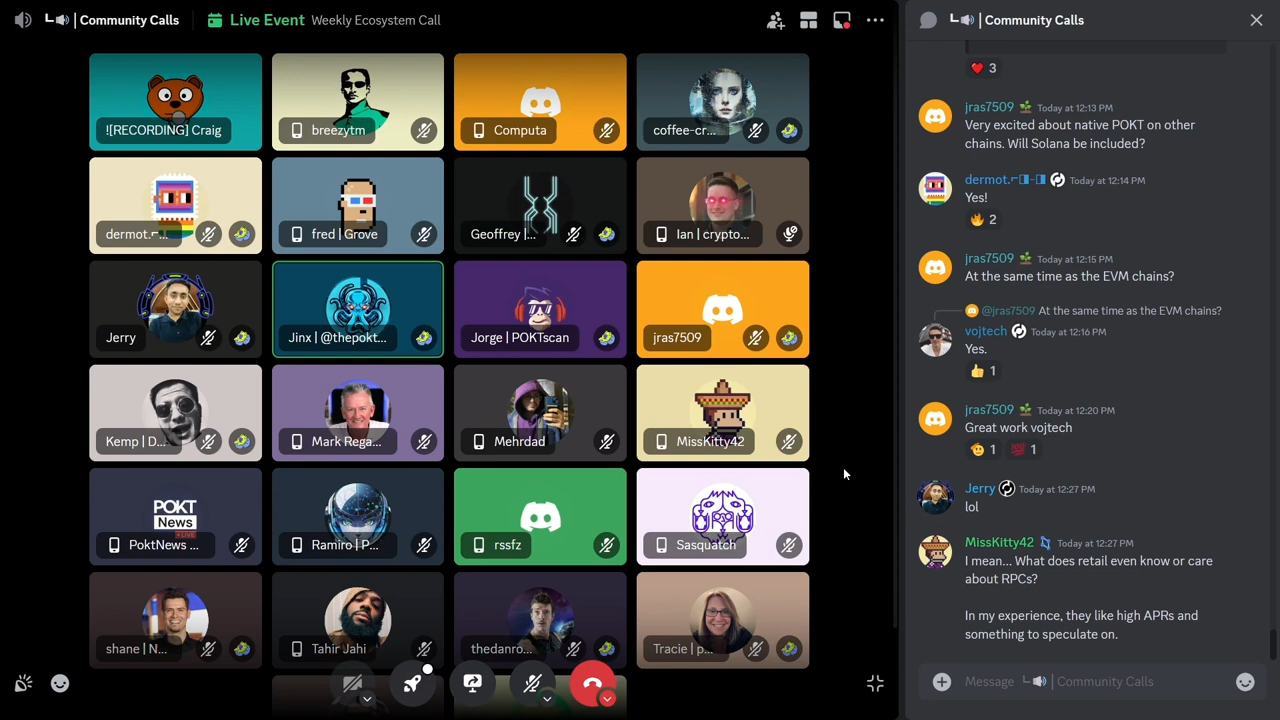 └🔊 | Community Calls
Live Event Weekly Ecosystem Call
![RECORDING] Craig
breezytm
Computa
coffee-cr...
dermot.⌐...
fred | Grove
Geoffrey |...
Ian | crypto...
Jerry
Jinx | @thepokt...
Jorge | POKTscan
jras7509
Kemp | D...
Mark Rega...
Mehrdad
MissKitty42
POKT
News
LIVE
PoktNews ...
Ramiro | P...
rssfz
Sasquatch
shane | N...
Tahir Jahi
thedanro...
Tracie | p...
└🔊 | Community Calls
❤️ 3
jras7509 Today at 12:13 PM
Very excited about native POKT on other
chains. Will Solana be included?
dermot.⌐◨-◨ Today at 12:14 PM
Yes!
🔥 2
jras7509 Today at 12:15 PM
At the same time as the EVM chains?
@jras7509 At the same time as the EVM chains?
vojtech Today at 12:16 PM
Yes.
👍 1
jras7509 Today at 12:20 PM
Great work vojtech
🫡 1 💯 1
Jerry Today at 12:27 PM
lol
MissKitty42 Today at 12:27 PM
I mean... What does retail even know or care
about RPCs?
In my experience, they like high APRs and
something to speculate on.
Message └🔊 | Community Calls